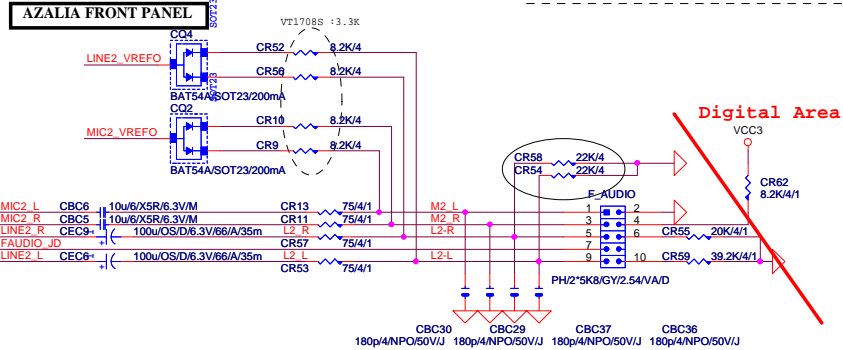 AZALIA FRONT PANEL
SOT23
VT1708S :3.3K
CQ4
LINE2_VREFO
CR52 8.2K/4
CR56 8.2K/4
BAT54A/SOT23/200mA
SOT23
CQ2
MIC2_VREFO
CR10 8.2K/4
CR9 8.2K/4
BAT54A/SOT23/200mA
Digital Area
VCC3
CR58 22K/4
CR54 22K/4
CR62
8.2K/4/1
F_AUDIO
MIC2_L CBC6 10u/6/X5R/6.3V/M CR13 75/4/1 M2_L 1 2
MIC2_R CBC5 10u/6/X5R/6.3V/M CR11 75/4/1 M2_R 3 4
LINE2_R CEC9 100u/OS/D/6.3V/66/A/35m L2_R 75/4/1 L2-R 5 6 CR55 20K/4/1
FAUDIO_JD CR57 75/4/1 7
LINE2_L CEC6 100u/OS/D/6.3V/66/A/35m L2_L 75/4/1 L2-L 9 10 CR59 39.2K/4/1
CR53
PH/2*5K8/GY/2.54/VA/D
CBC30 CBC29 CBC37 CBC36
180p/4/NPO/50V/J 180p/4/NPO/50V/J 180p/4/NPO/50V/J 180p/4/NPO/50V/J